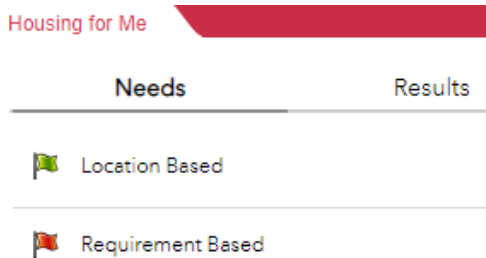 Housing for Me
Needs Results
Location Based
Requirement Based